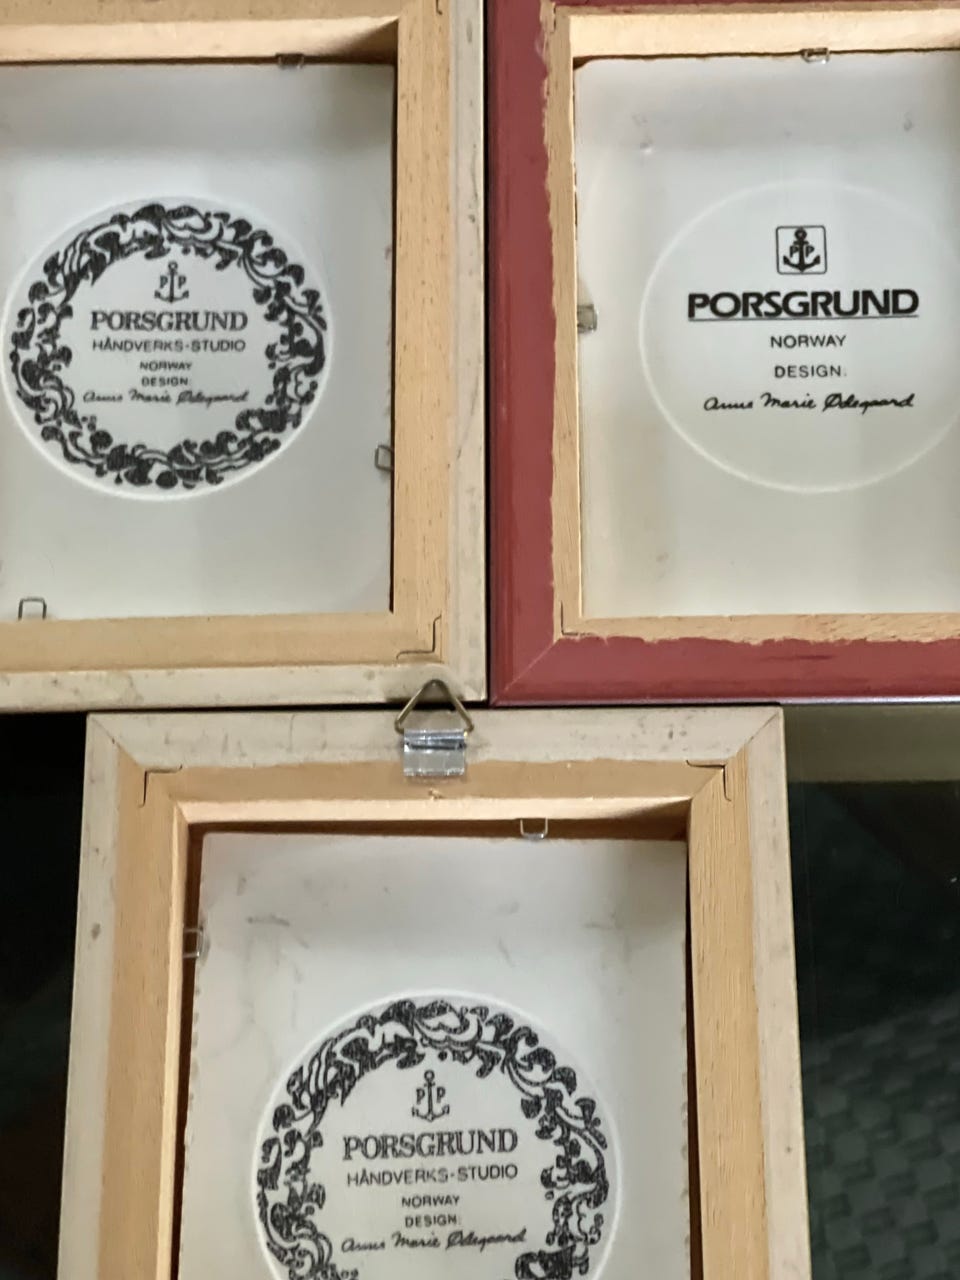 P P
PORSGRUND
HÅNDVERKS-STUDIO
NORWAY
DESIGN:
Anne Marie Ødegaard
P P
PORSGRUND
NORWAY
DESIGN:
Anne Marie Ødegaard
P P
PORSGRUND
HÅNDVERKS-STUDIO
NORWAY
DESIGN:
Anne Marie Ødegaard